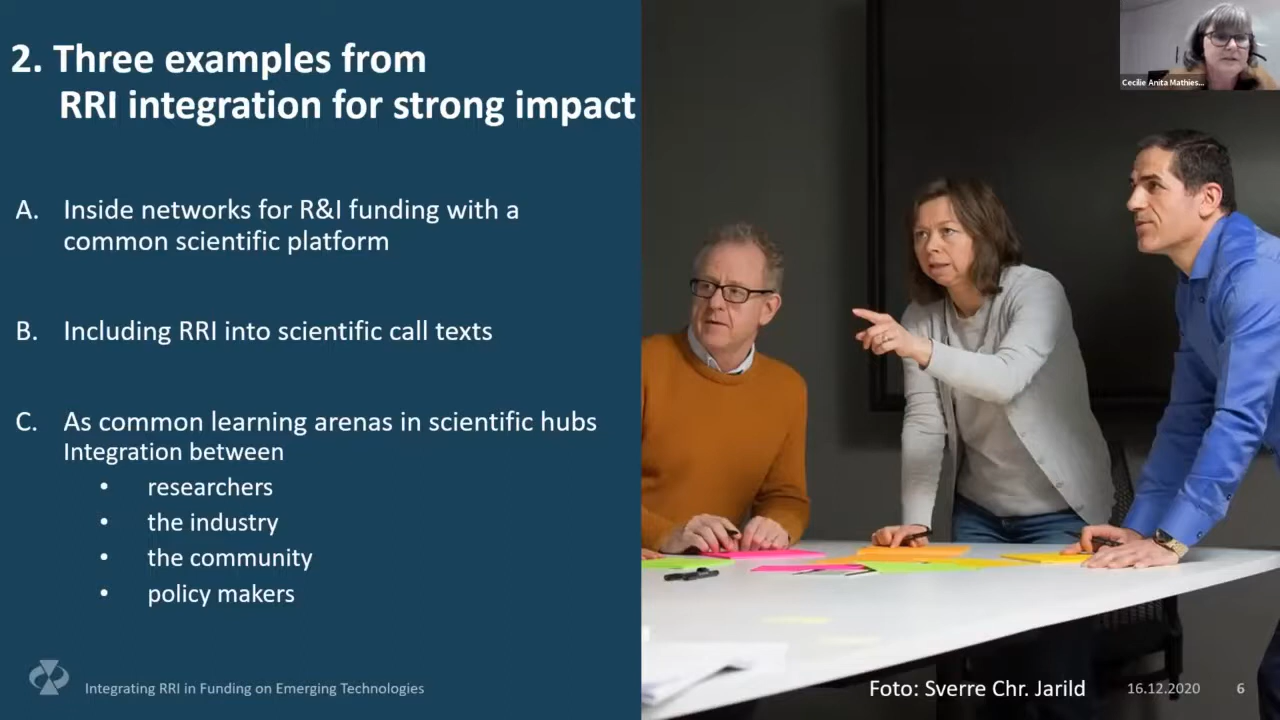 2. Three examples from
RRI integration for strong impact
A. Inside networks for R&I funding with a
common scientific platform
B. Including RRI into scientific call texts
C. As common learning arenas in scientific hubs
Integration between
• researchers
• the industry
• the community
• policy makers
Integrating RRI in Funding on Emerging Technologies
Foto: Sverre Chr. Jarild
16.12.2020
6
Cecilie Anita Mathies...